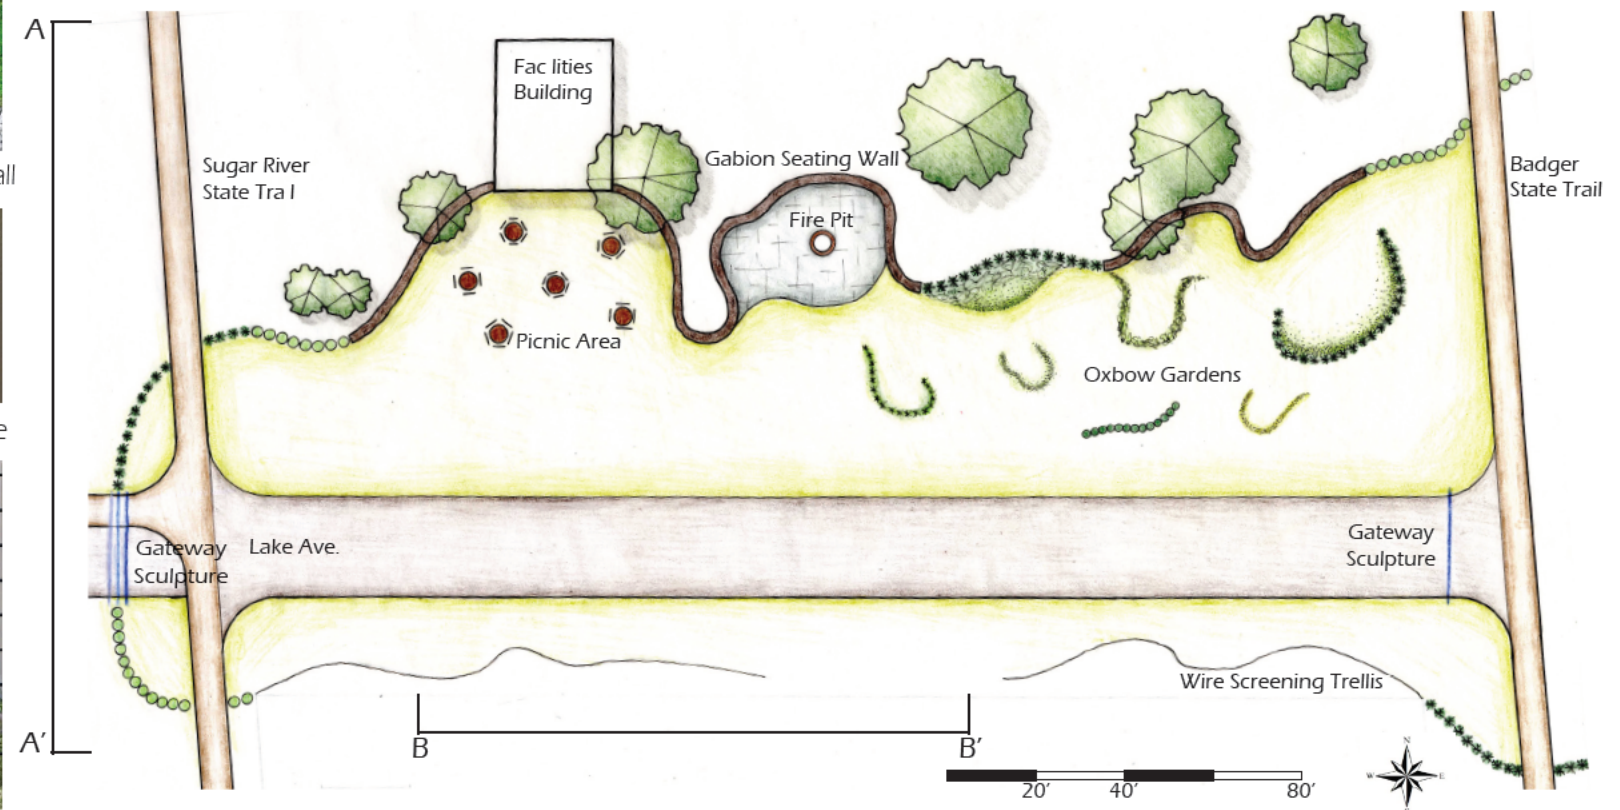 A
Fac lities
Building
Sugar River
State Tra l
Gabion Seating Wall
Badger
State Trail
all
Fire Pit
Picnic Area
Oxbow Gardens
e
Gateway
Sculpture
Lake Ave.
Gateway
Sculpture
Wire Screening Trellis
A'
B
B'
N
W
E
S
20'
40'
80'